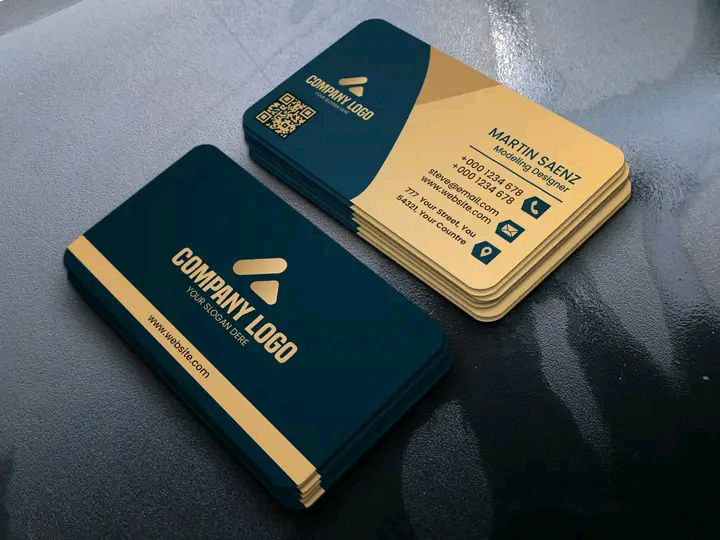 COMPANY LOGO
YOUR SLOGAN DERE
www.website.com
COMPANY LOGO
YOUR SLOGAN DERE
MARTIN SAENZ
Modeling Designer
+000 1234 678
+000 1234 678
steve@email.com
www.website.com
777. Your Street, You
54321, Your Countre